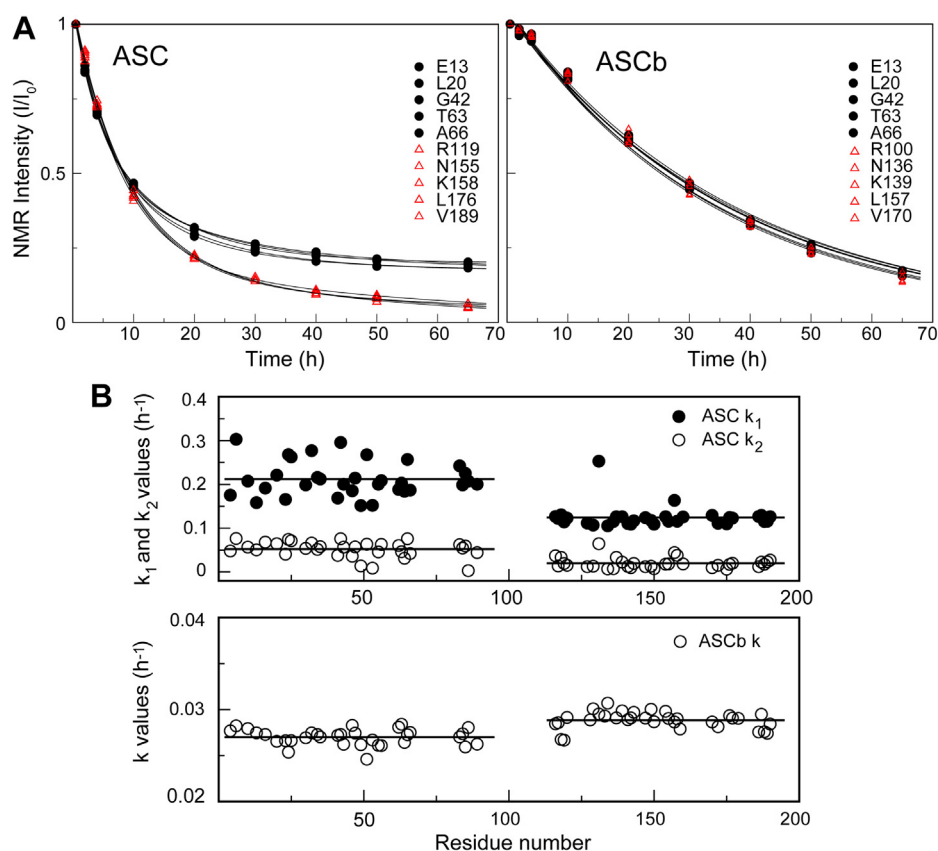 A
ASC
E13
L20
G42
T63
A66
R119
N155
K158
L176
V189
NMR Intensity (I/I0)
1
0.5
0
10 20 30 40 50 60 70
Time (h)
ASCb
E13
L20
G42
T63
A66
R100
N136
K139
L157
V170
10 20 30 40 50 60 70
Time (h)
B
k1 and k2 values (h-1)
0.4
0.3
0.2
0.1
0
ASC k1
ASC k2
50 100 150 200
k values (h-1)
0.04
0.03
0.02
ASCb k
0 50 100 150 200
Residue number